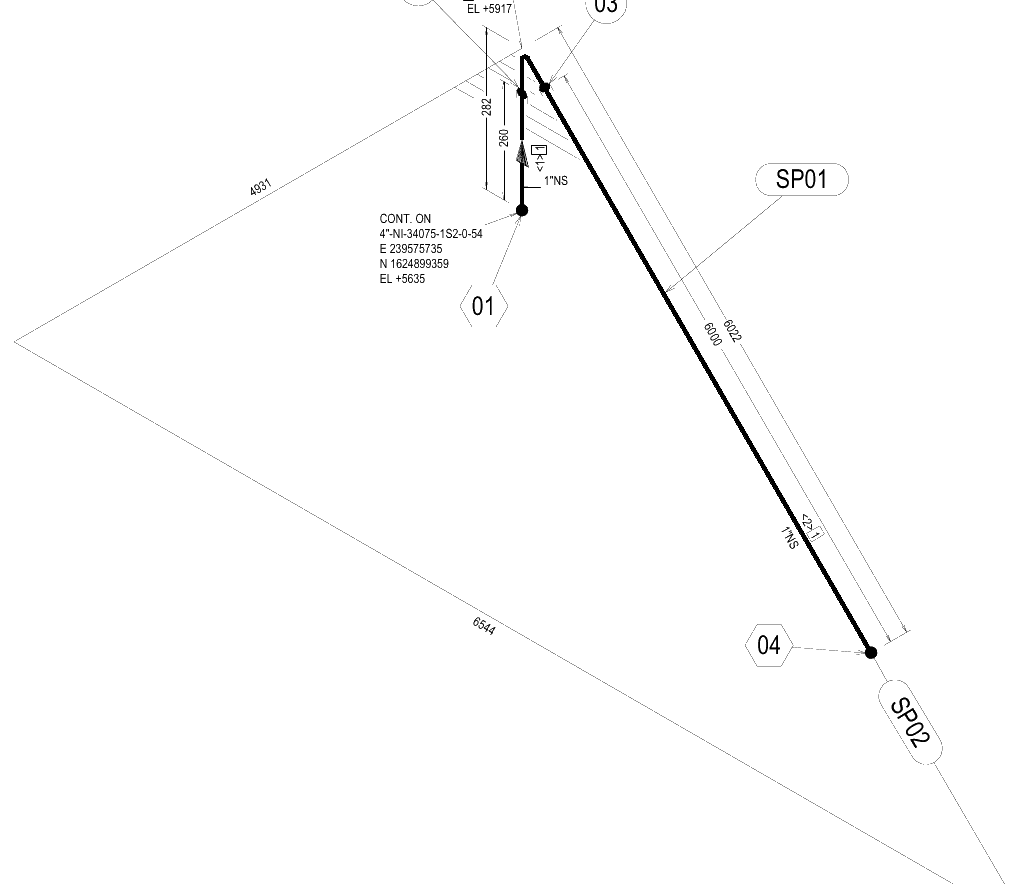 EL +5917
03
282
260
<1>
1
1"NS
4931
SP01
CONT. ON
4"-NI-34075-1S2-0-54
E 239575735
N 1624899359
EL +5635
01
6000
6022
<2>
1
1"NS
6544
04
SP02